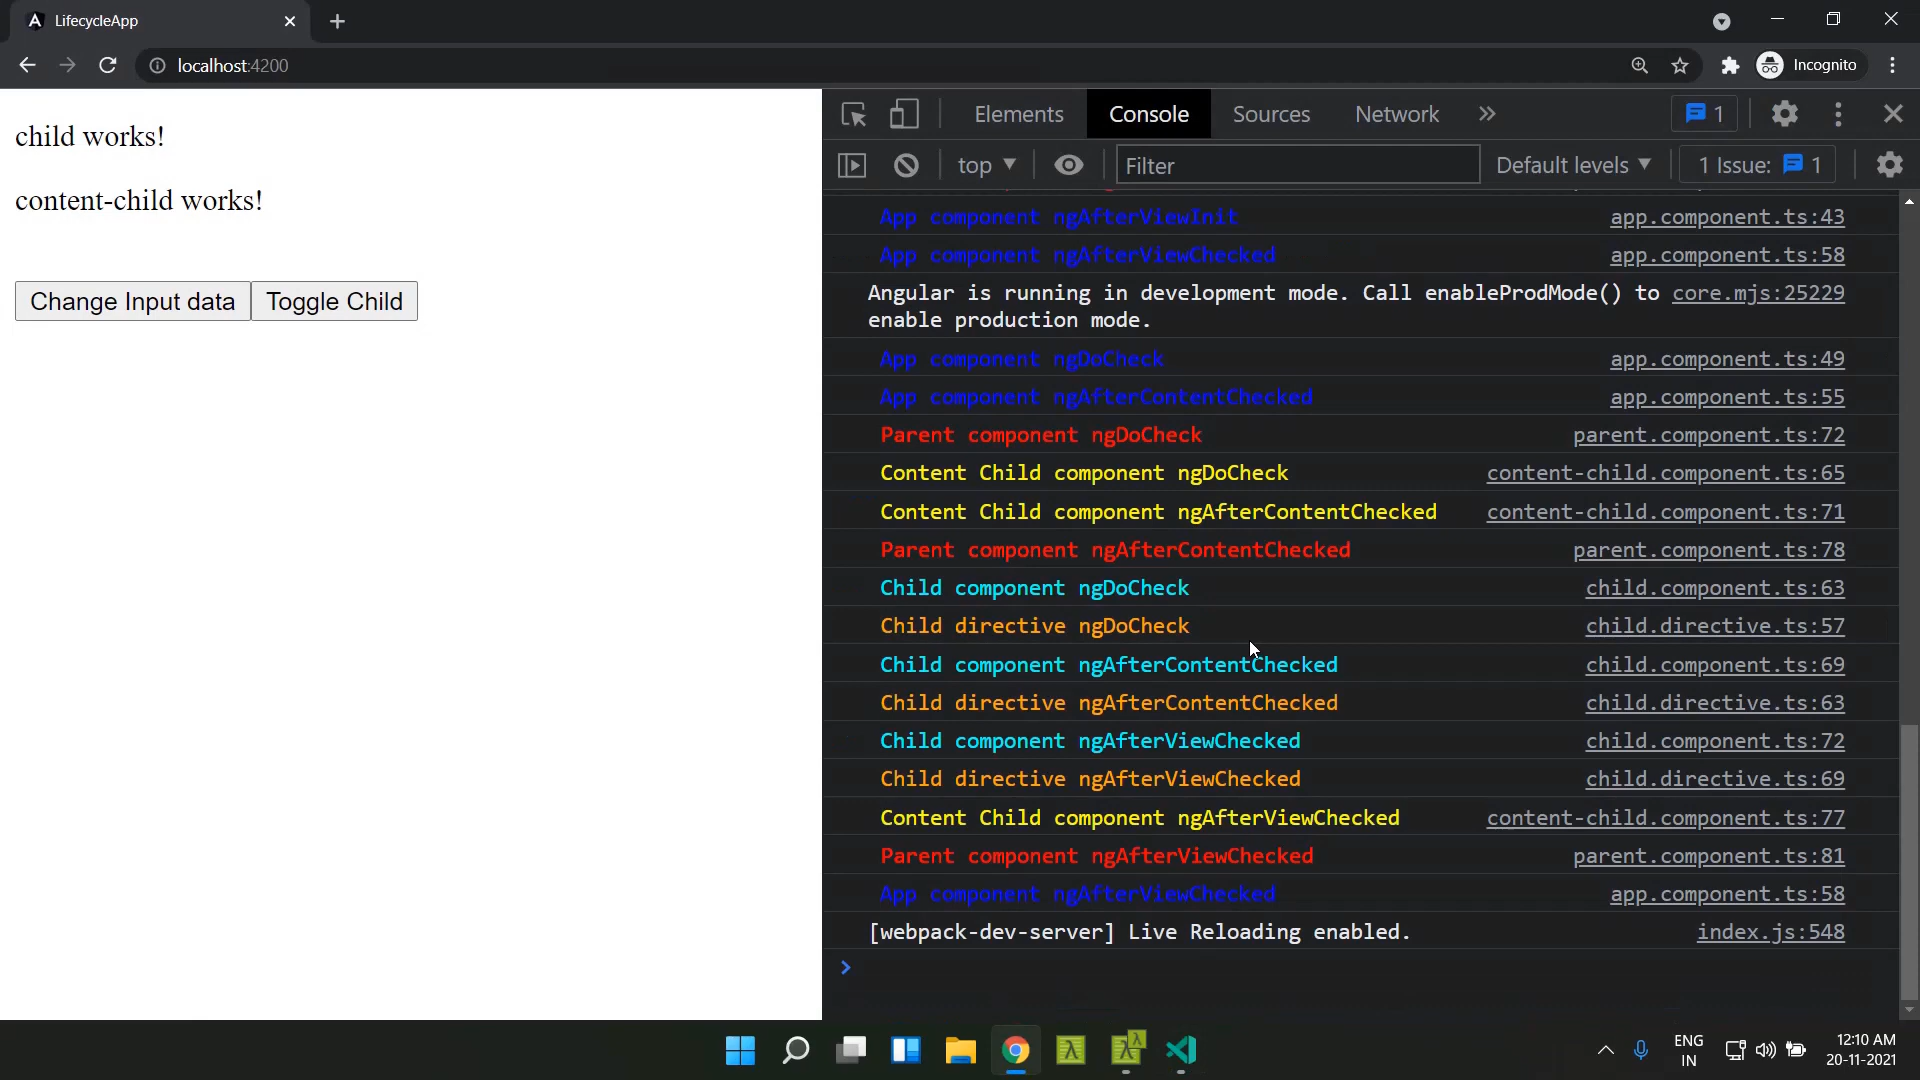 LifecycleApp
localhost:4200
Incognito
child works!
content-child works!
Change Input data
Toggle Child
Elements
Console
Sources
Network
1
top
Filter
Default levels
1 Issue: 1
App component ngAfterViewInit app.component.ts:43
App component ngAfterViewChecked app.component.ts:58
Angular is running in development mode. Call enableProdMode() to core.mjs:25229
enable production mode.
App component ngDoCheck app.component.ts:49
App component ngAfterContentChecked app.component.ts:55
Parent component ngDoCheck parent.component.ts:72
Content Child component ngDoCheck content-child.component.ts:65
Content Child component ngAfterContentChecked content-child.component.ts:71
Parent component ngAfterContentChecked parent.component.ts:78
Child component ngDoCheck child.component.ts:63
Child directive ngDoCheck child.directive.ts:57
Child component ngAfterContentChecked child.component.ts:69
Child directive ngAfterContentChecked child.directive.ts:63
Child component ngAfterViewChecked child.component.ts:72
Child directive ngAfterViewChecked child.directive.ts:69
Content Child component ngAfterViewChecked content-child.component.ts:77
Parent component ngAfterViewChecked parent.component.ts:81
App component ngAfterViewChecked app.component.ts:58
[webpack-dev-server] Live Reloading enabled. index.js:548
ENG
IN
12:10 AM
20-11-2021